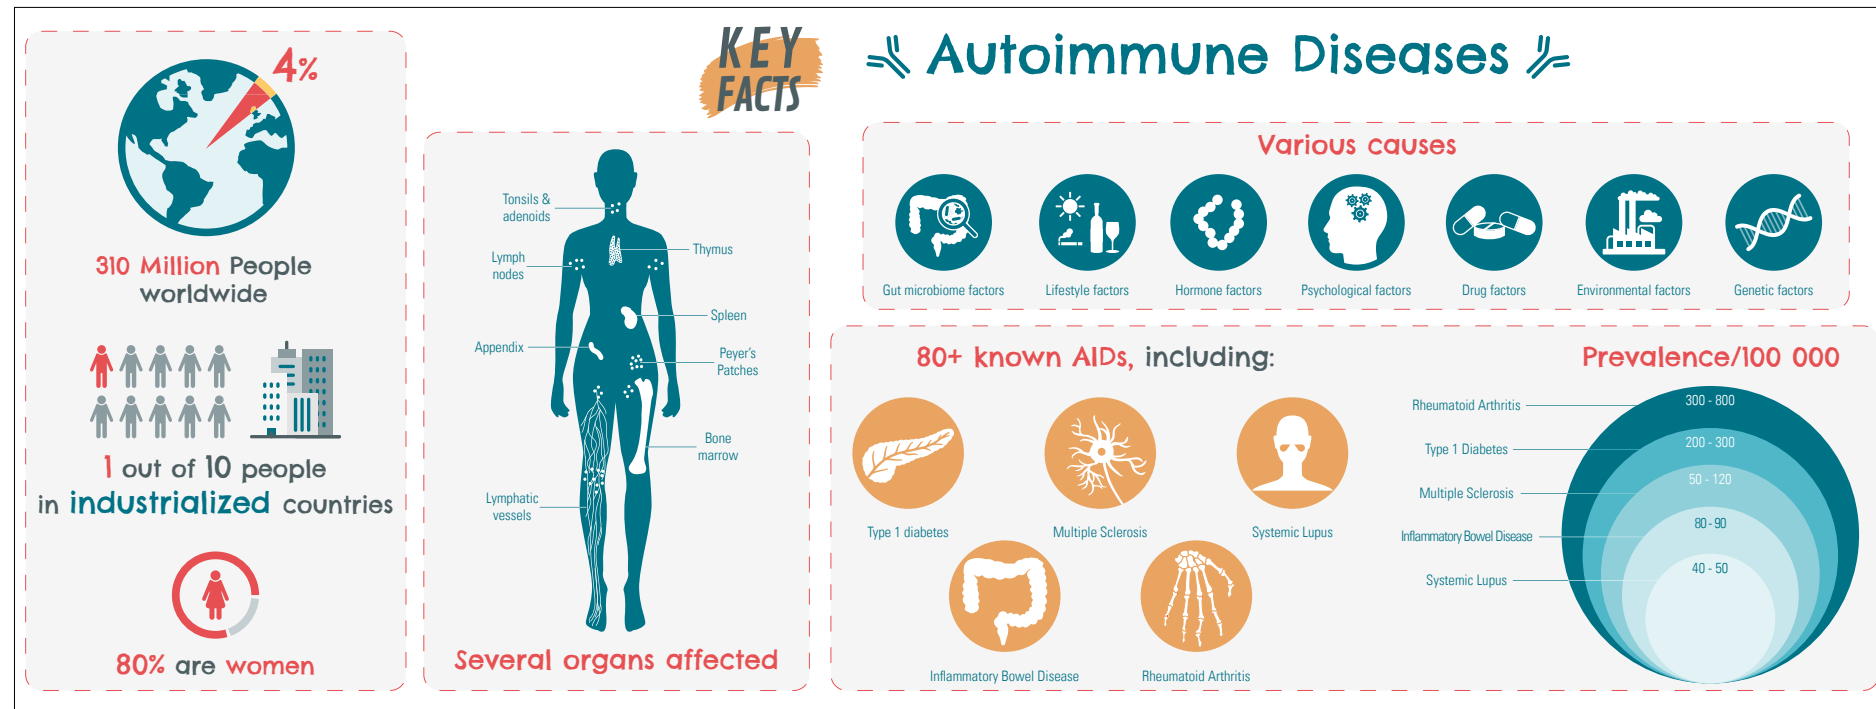 KEY
FACTS
Autoimmune Diseases
4%
310 Million People
worldwide
1 out of 10 people
in industrialized countries
80% are women
Tonsils &
adenoids
Lymph
nodes
Thymus
Spleen
Appendix
Peyer's
Patches
Bone
marrow
Lymphatic
vessels
Several organs affected
Various causes
Gut microbiome factors
Lifestyle factors
Hormone factors
Psychological factors
Drug factors
Environmental factors
Genetic factors
80+ known AIDs, including:
Type 1 diabetes
Multiple Sclerosis
Systemic Lupus
Inflammatory Bowel Disease
Rheumatoid Arthritis
Prevalence/100 000
Rheumatoid Arthritis
300 - 800
Type 1 Diabetes
200 - 300
Multiple Sclerosis
50 - 120
Inflammatory Bowel Disease
80 - 90
Systemic Lupus
40 - 50